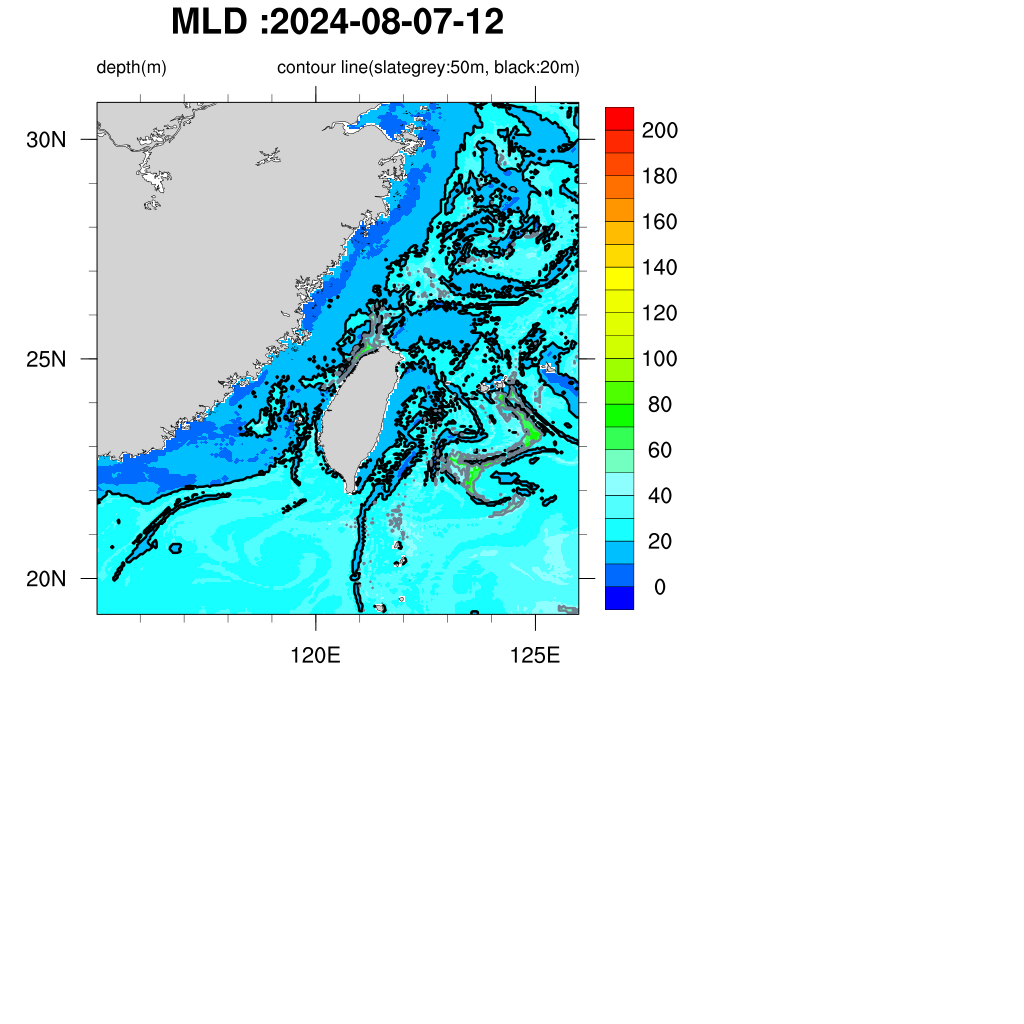 MLD :2024-08-07-12
depth(m)
contour line(slategrey:50m, black:20m)
30N
25N
20N
120E
125E
200
180
160
140
120
100
80
60
40
20
0